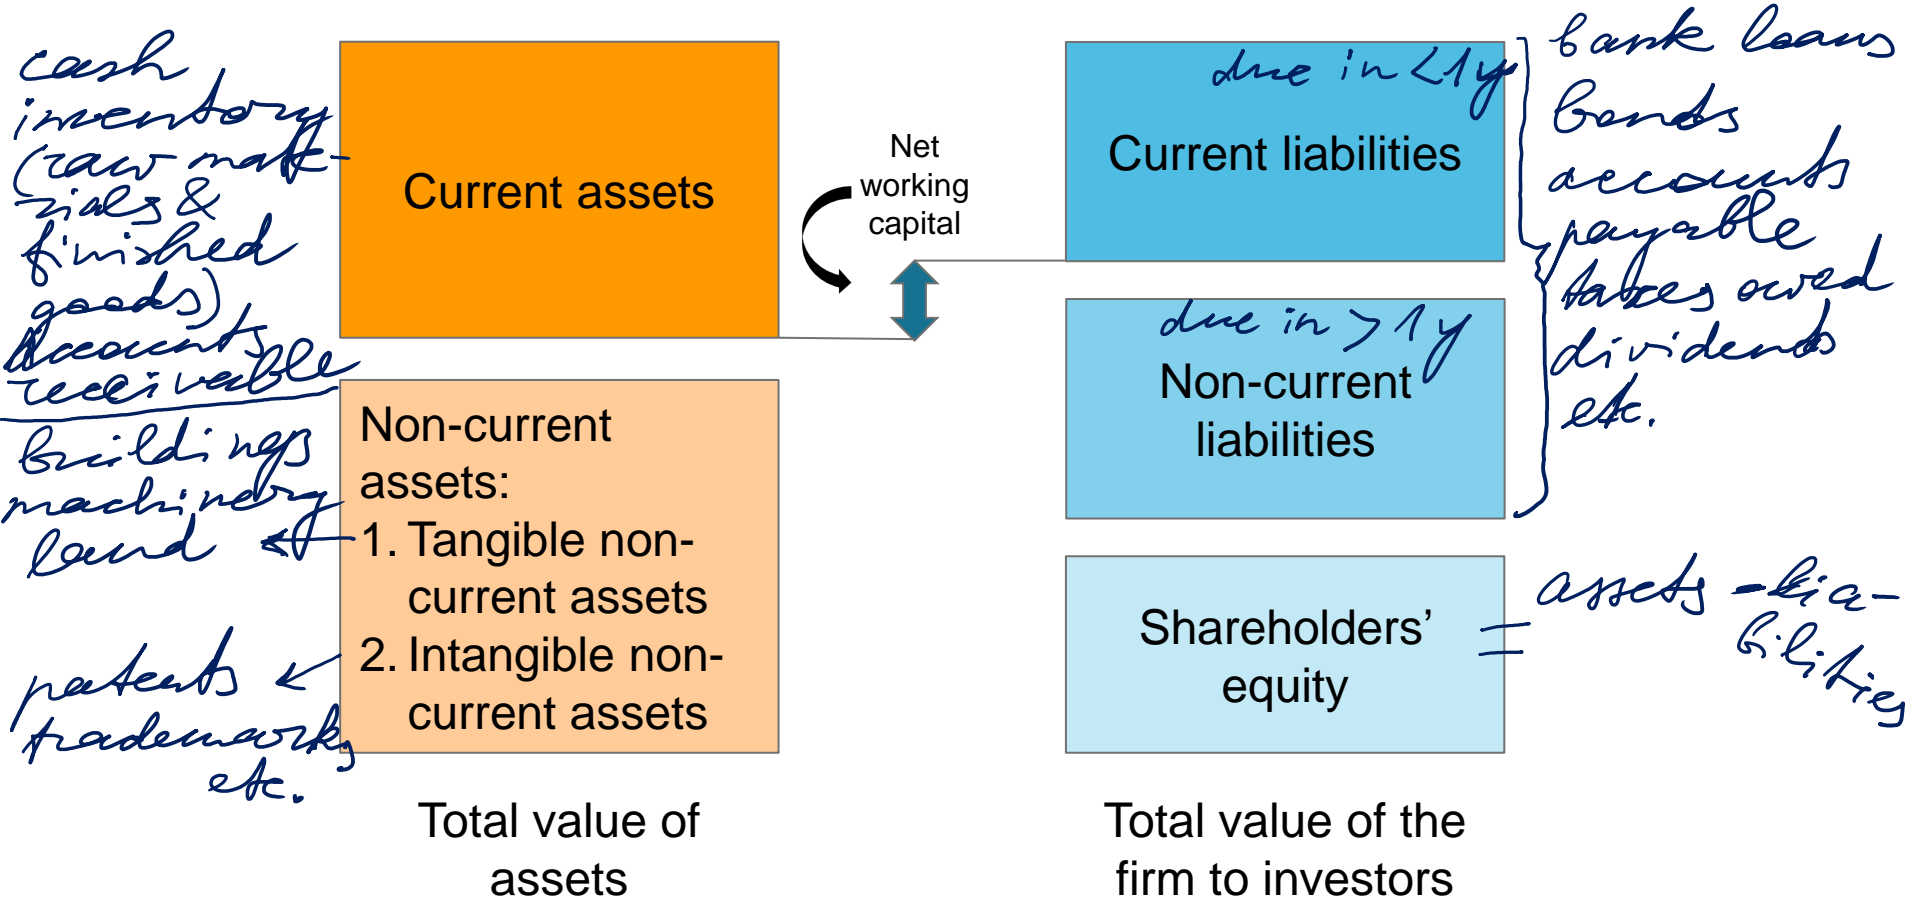 cash
inventory
(raw mate-
rials &
finished
goods)
Accounts
receivable
buildings
machinery
land
patents
trademarks,
etc.
Current assets
Non-current
assets:
1. Tangible non-
current assets
2. Intangible non-
current assets
Total value of
assets
Net
working
capital
due in <1y
Current liabilities
due in >1y
Non-current
liabilities
Shareholders’
equity
Total value of the
firm to investors
bank loans
bonds
accounts
payable
taxes owed
dividends
etc.
= assets - lia-
bilities